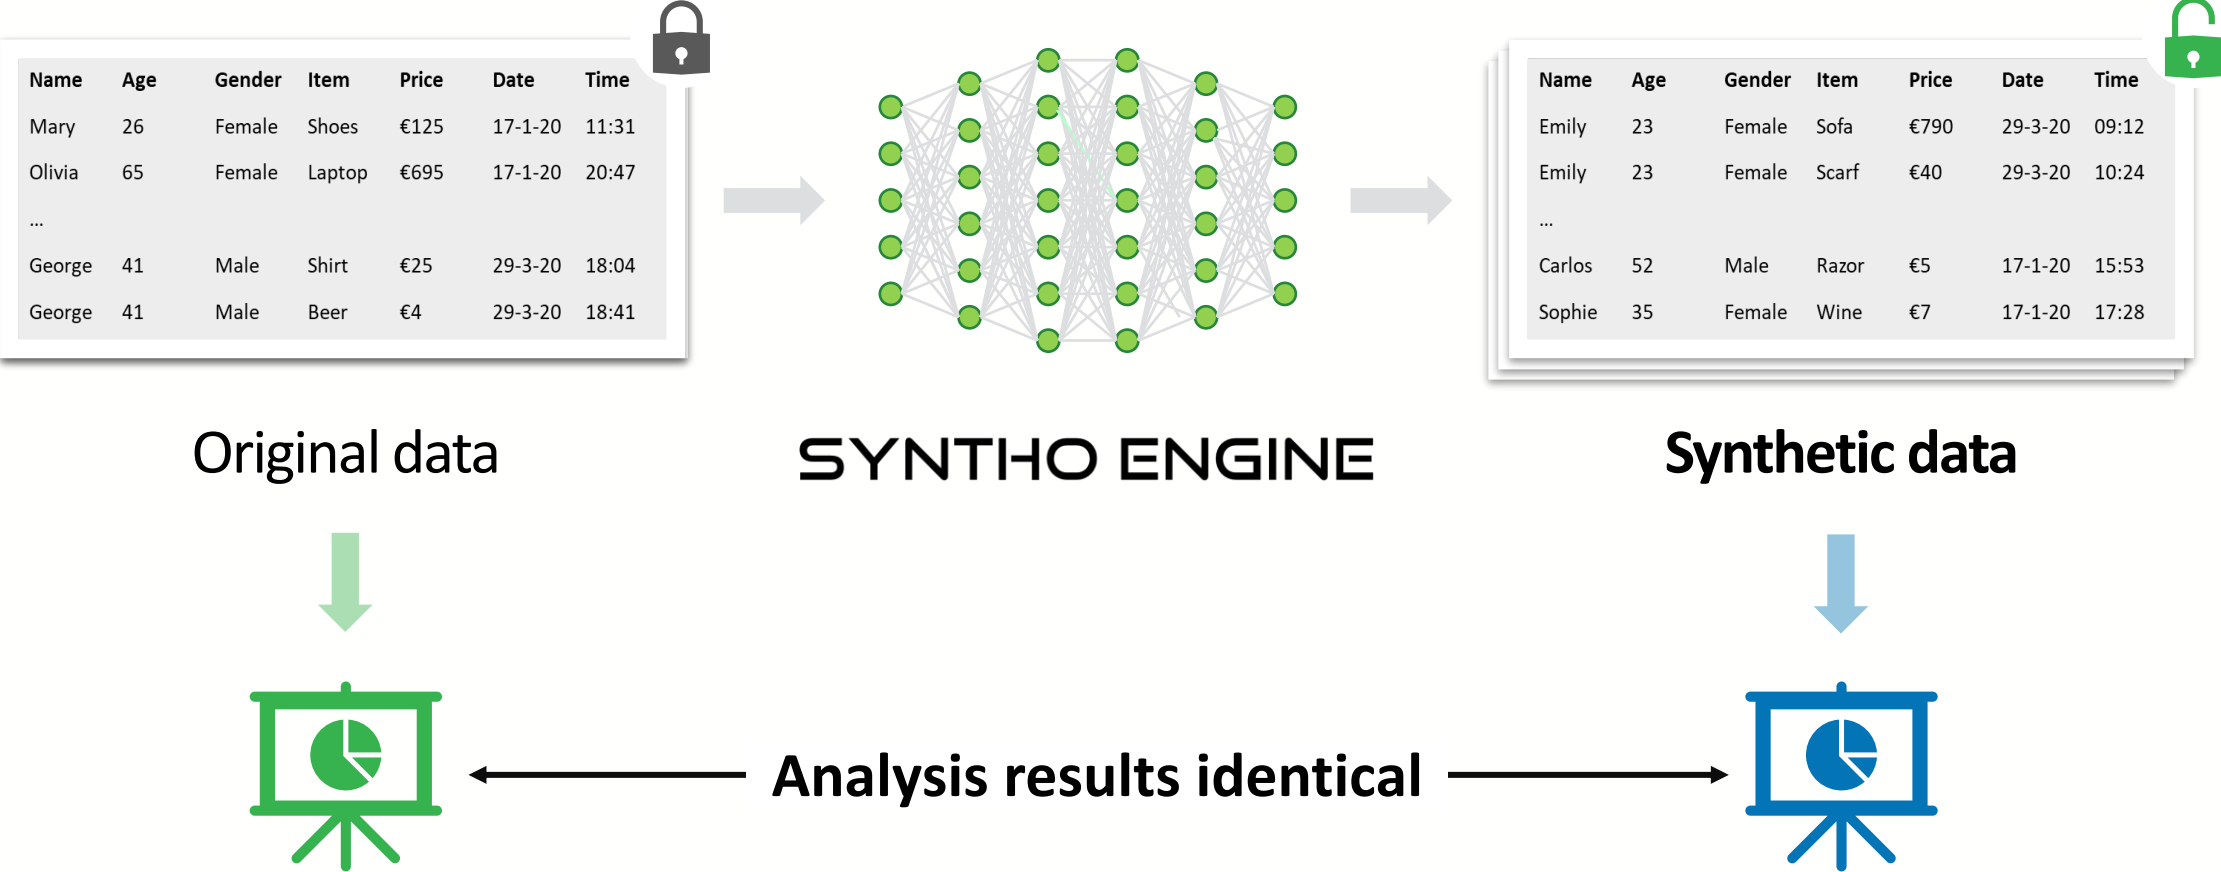 Name Age Gender Item Price Date Time
Mary 26 Female Shoes €125 17-1-20 11:31
Olivia 65 Female Laptop €695 17-1-20 20:47
...
George 41 Male Shirt €25 29-3-20 18:04
George 41 Male Beer €4 29-3-20 18:41
Original data
SYNTHO ENGINE
Name Age Gender Item Price Date Time
Emily 23 Female Sofa €790 29-3-20 09:12
Emily 23 Female Scarf €40 29-3-20 10:24
...
Carlos 52 Male Razor €5 17-1-20 15:53
Sophie 35 Female Wine €7 17-1-20 17:28
Synthetic data
Analysis results identical